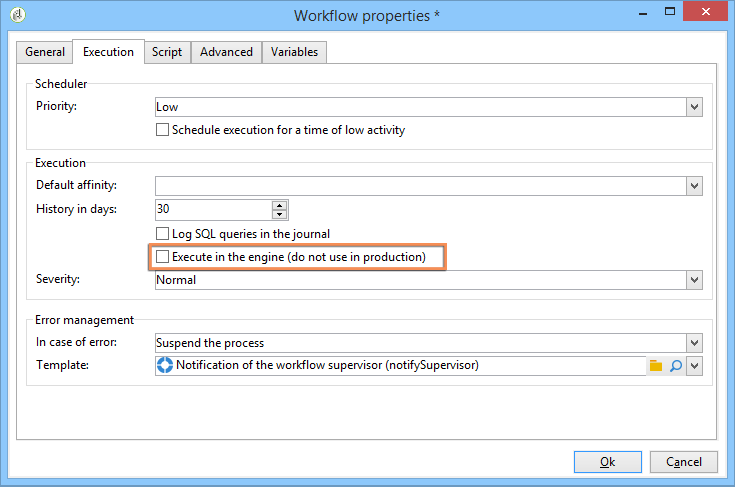 Workflow properties *
General Execution Script Advanced Variables
Scheduler
Priority: Low
Schedule execution for a time of low activity
Execution
Default affinity:
History in days: 30
Log SQL queries in the journal
Execute in the engine (do not use in production)
Severity: Normal
Error management
In case of error: Suspend the process
Template: Notification of the workflow supervisor (notifySupervisor)
Ok Cancel